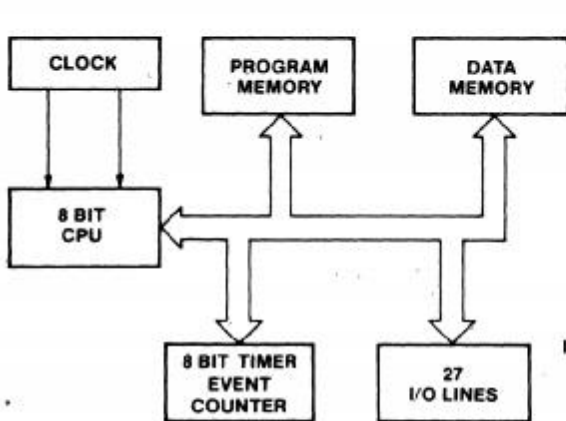 CLOCK
PROGRAM
MEMORY
DATA
MEMORY
8 BIT
CPU
8 BIT TIMER
EVENT
COUNTER
27
I/O LINES